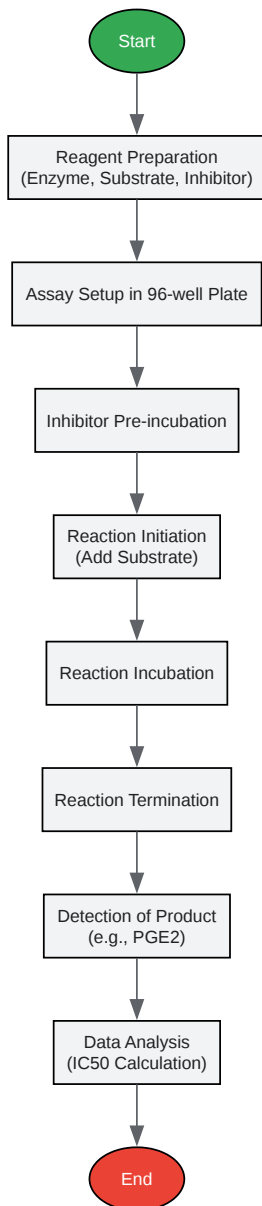 Start
Reagent Preparation
(Enzyme, Substrate, Inhibitor)
Assay Setup in 96-well Plate
Inhibitor Pre-incubation
Reaction Initiation
(Add Substrate)
Reaction Incubation
Reaction Termination
Detection of Product
(e.g., PGE2)
Data Analysis
(IC50 Calculation)
End